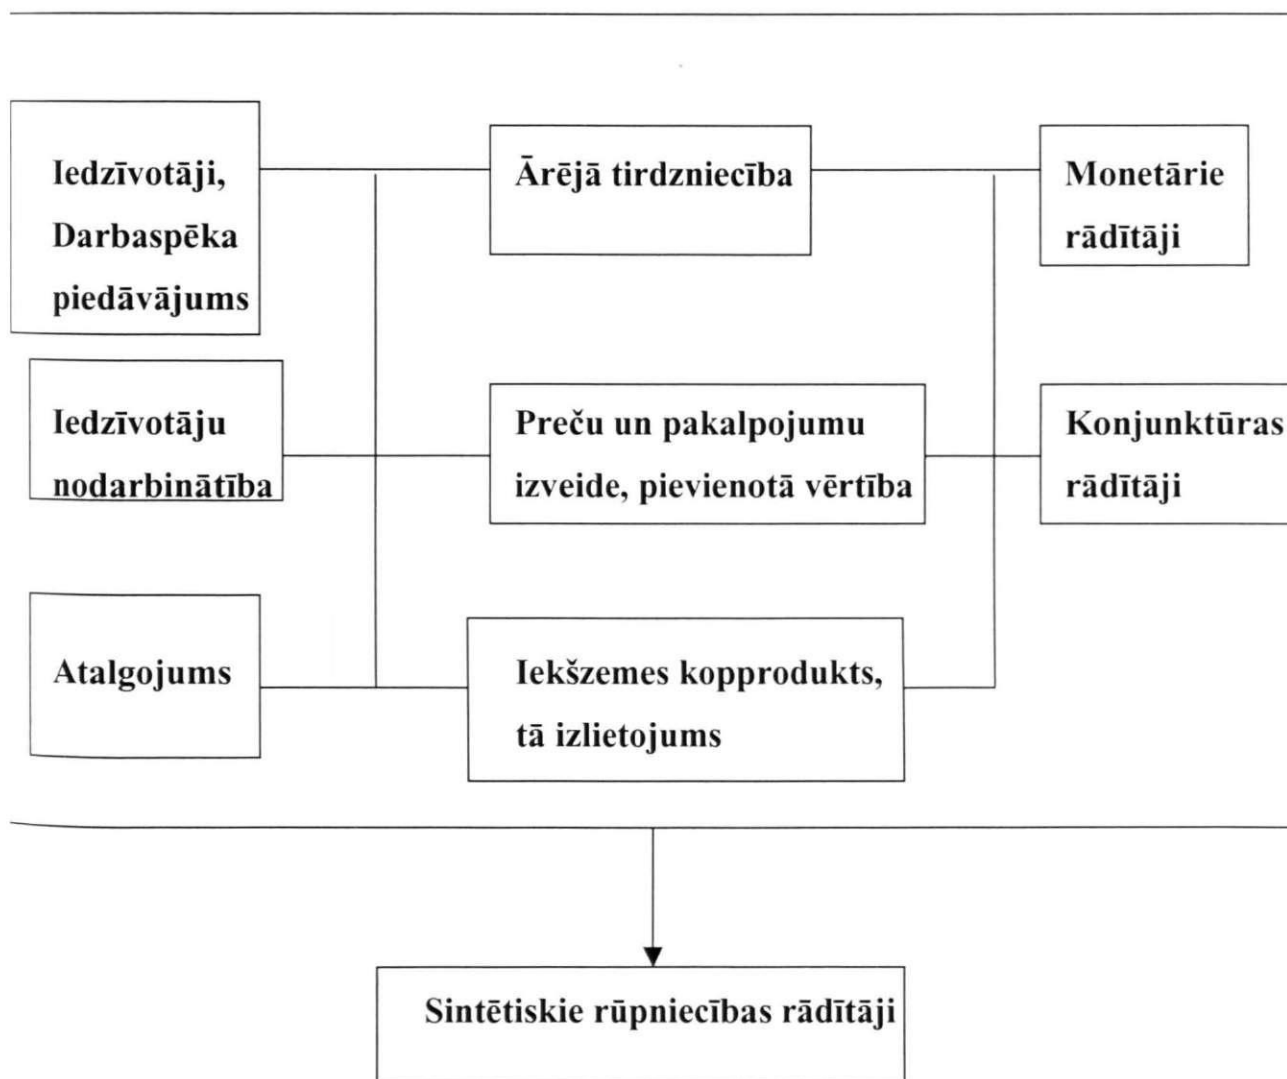 Iedzīvotāji,
Darbaspēka
piedāvājums
Ārējā tirdzniecība
Monetārie
rādītāji
Iedzīvotāju
nodarbinātība
Preču un pakalpojumu
izveide, pievienotā vērtība
Konjunktūras
rādītāji
Atalgojums
Iekšzemes kopprodukts,
tā izlietojums
Sintētiskie rūpniecības rādītāji